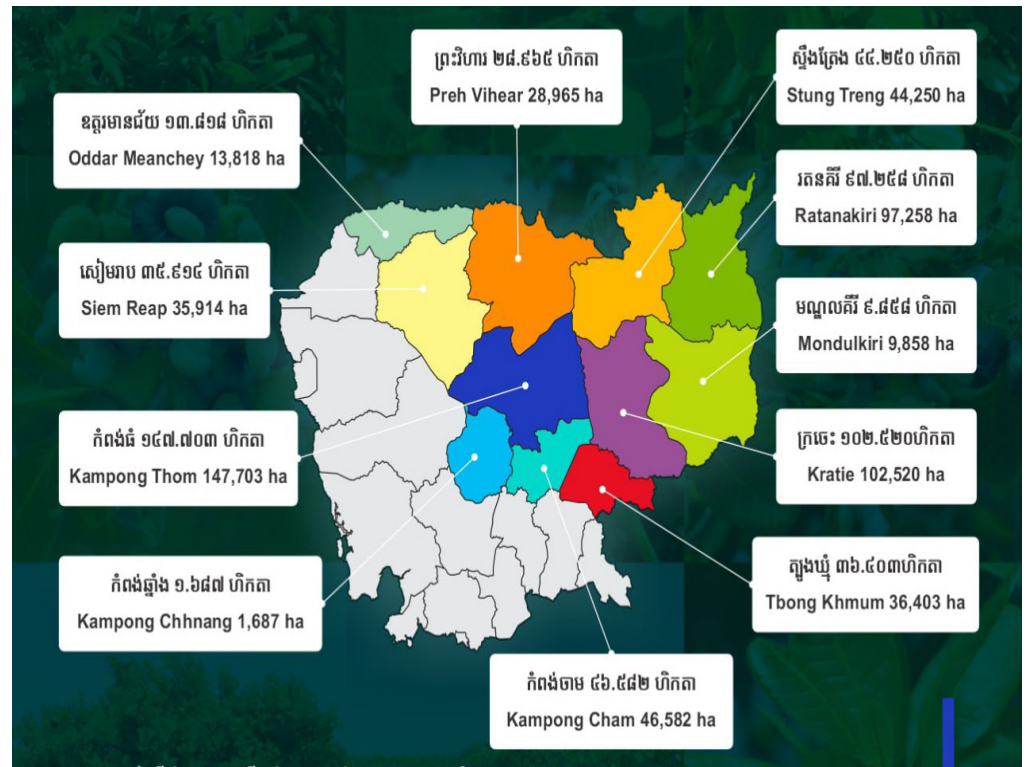 ព្រះវិហារ ២៨.៩៦៥ ហិកតា
Preh Vihear 28,965 ha
ស្ទឹងត្រែង ៤៤.២៥០ ហិកតា
Stung Treng 44,250 ha
ឧត្តរមានជ័យ ១៣.៨១៨ ហិកតា
Oddar Meanchey 13,818 ha
រតនគីរី ៩៧.២៥៨ ហិកតា
Ratanakiri 97,258 ha
សៀមរាប ៣៥.៩១៤ ហិកតា
Siem Reap 35,914 ha
មណ្ឌលគីរី ៩.៨៥៨ ហិកតា
Mondulkiri 9,858 ha
កំពង់ធំ ១៤៧.៧០៣ ហិកតា
Kampong Thom 147,703 ha
ក្រចេះ ១០២.៥២០ហិកតា
Kratie 102,520 ha
កំពង់ឆ្នាំង ១.៦៨៧ ហិកតា
Kampong Chhnang 1,687 ha
ត្បូងឃ្មុំ ៣៦.៤០៣ហិកតា
Tbong Khmum 36,403 ha
កំពង់ចាម ៤៦.៥៨២ ហិកតា
Kampong Cham 46,582 ha